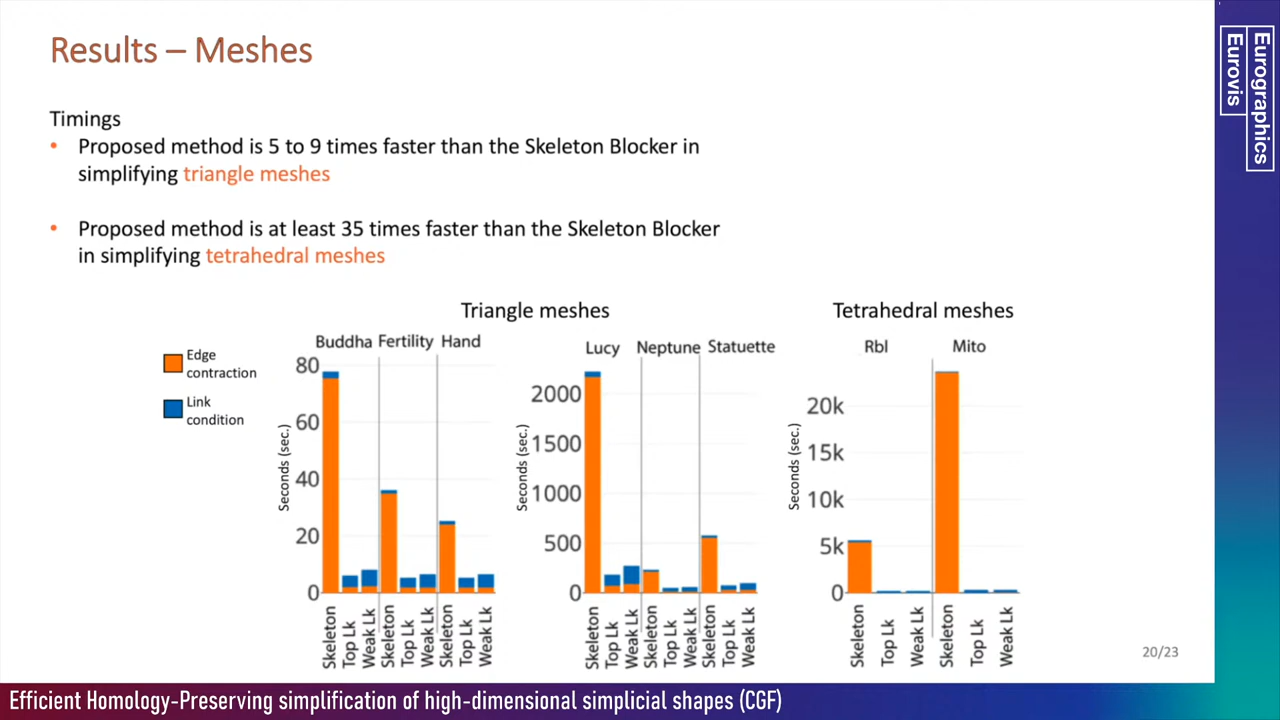 Results – Meshes
Eurographics
Eurovis
Timings
• Proposed method is 5 to 9 times faster than the Skeleton Blocker in
simplifying triangle meshes
• Proposed method is at least 35 times faster than the Skeleton Blocker
in simplifying tetrahedral meshes
Triangle meshes
Tetrahedral meshes
Edge
contraction
Link
condition
Buddha Fertility Hand
80
60
40
20
0
Seconds (sec.)
Skeleton
Top Lk
Weak Lk
Skeleton
Top Lk
Weak Lk
Skeleton
Top Lk
Weak Lk
Lucy Neptune Statuette
2000
1500
1000
500
0
Seconds (sec.)
Skeleton
Top Lk
Weak Lk
Skeleton
Top Lk
Weak Lk
Skeleton
Top Lk
Weak Lk
Rbl Mito
20k
15k
10k
5k
0
Seconds (sec.)
Skeleton
Top Lk
Weak Lk
Skeleton
Top Lk
Weak Lk
20/23
Efficient Homology-Preserving simplification of high-dimensional simplicial shapes (CGF)